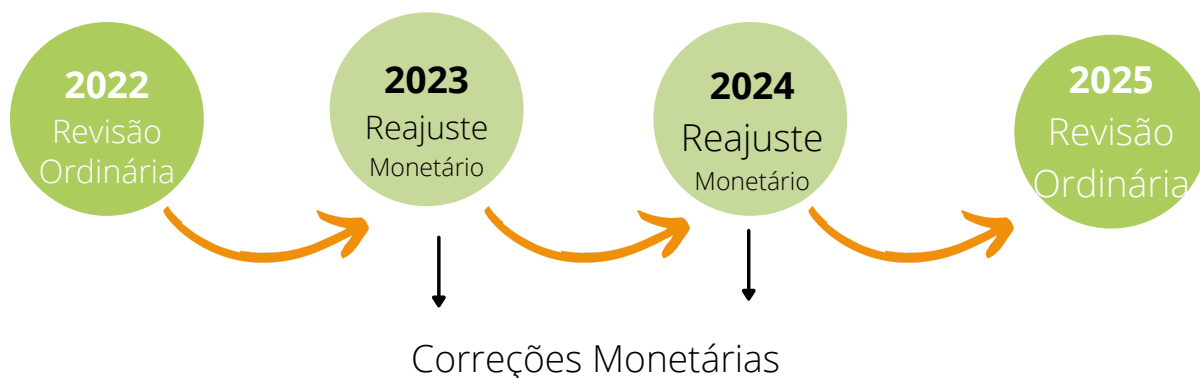 2022
Revisão
Ordinária
2023
Reajuste
Monetário
2024
Reajuste
Monetário
2025
Revisão
Ordinária
Correções Monetárias